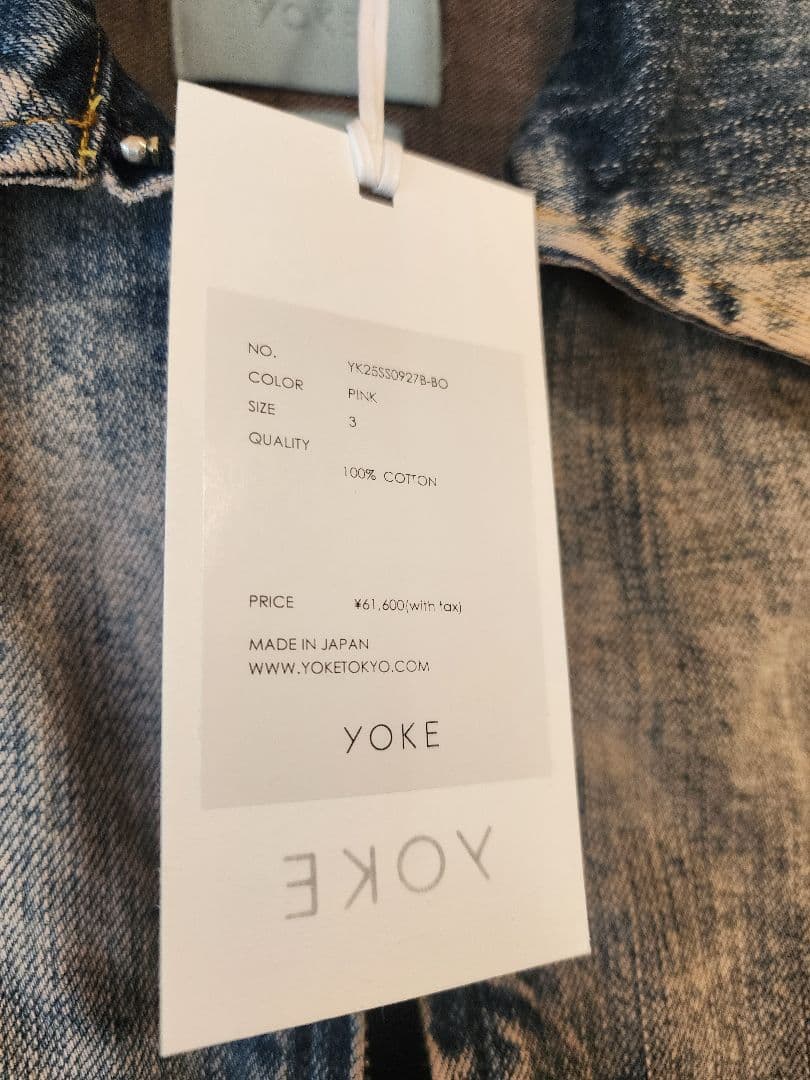 YOKE
NO. YK25SS0927B-BO
COLOR PINK
SIZE 3
QUALITY
100% COTTON
PRICE ¥61,600(with tax)
MADE IN JAPAN
WWW.YOKETOKYO.COM
YOKE
YOKE